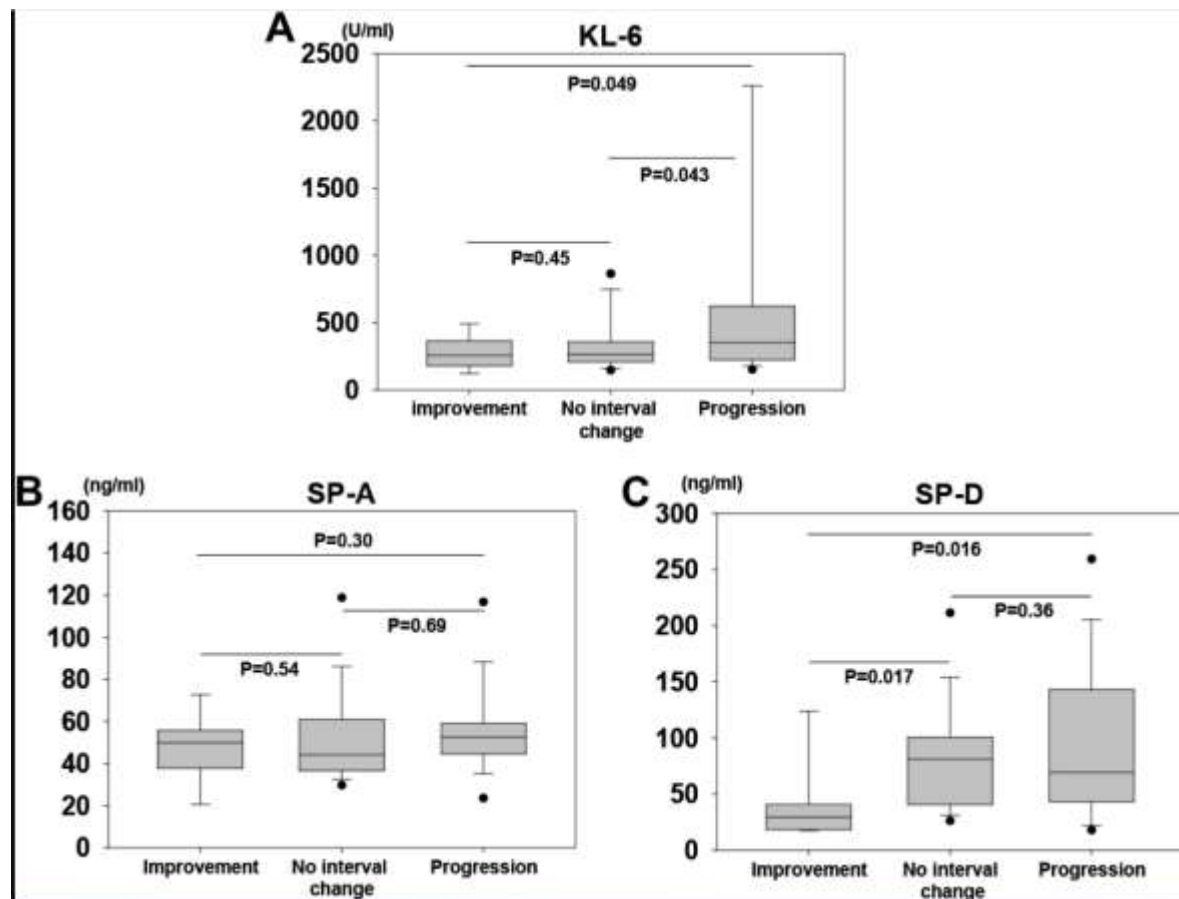 A (U/ml) KL-6
2500
P=0.049
2000
1500
P=0.043
1000
P=0.45
500
0
Improvement No interval change Progression
B (ng/ml) SP-A
160
P=0.30
140
120
P=0.69
100
P=0.54
80
60
40
20
0
Improvement No interval change Progression
C (ng/ml) SP-D
300
P=0.016
250
P=0.36
200
P=0.017
150
100
50
0
Improvement No interval change Progression